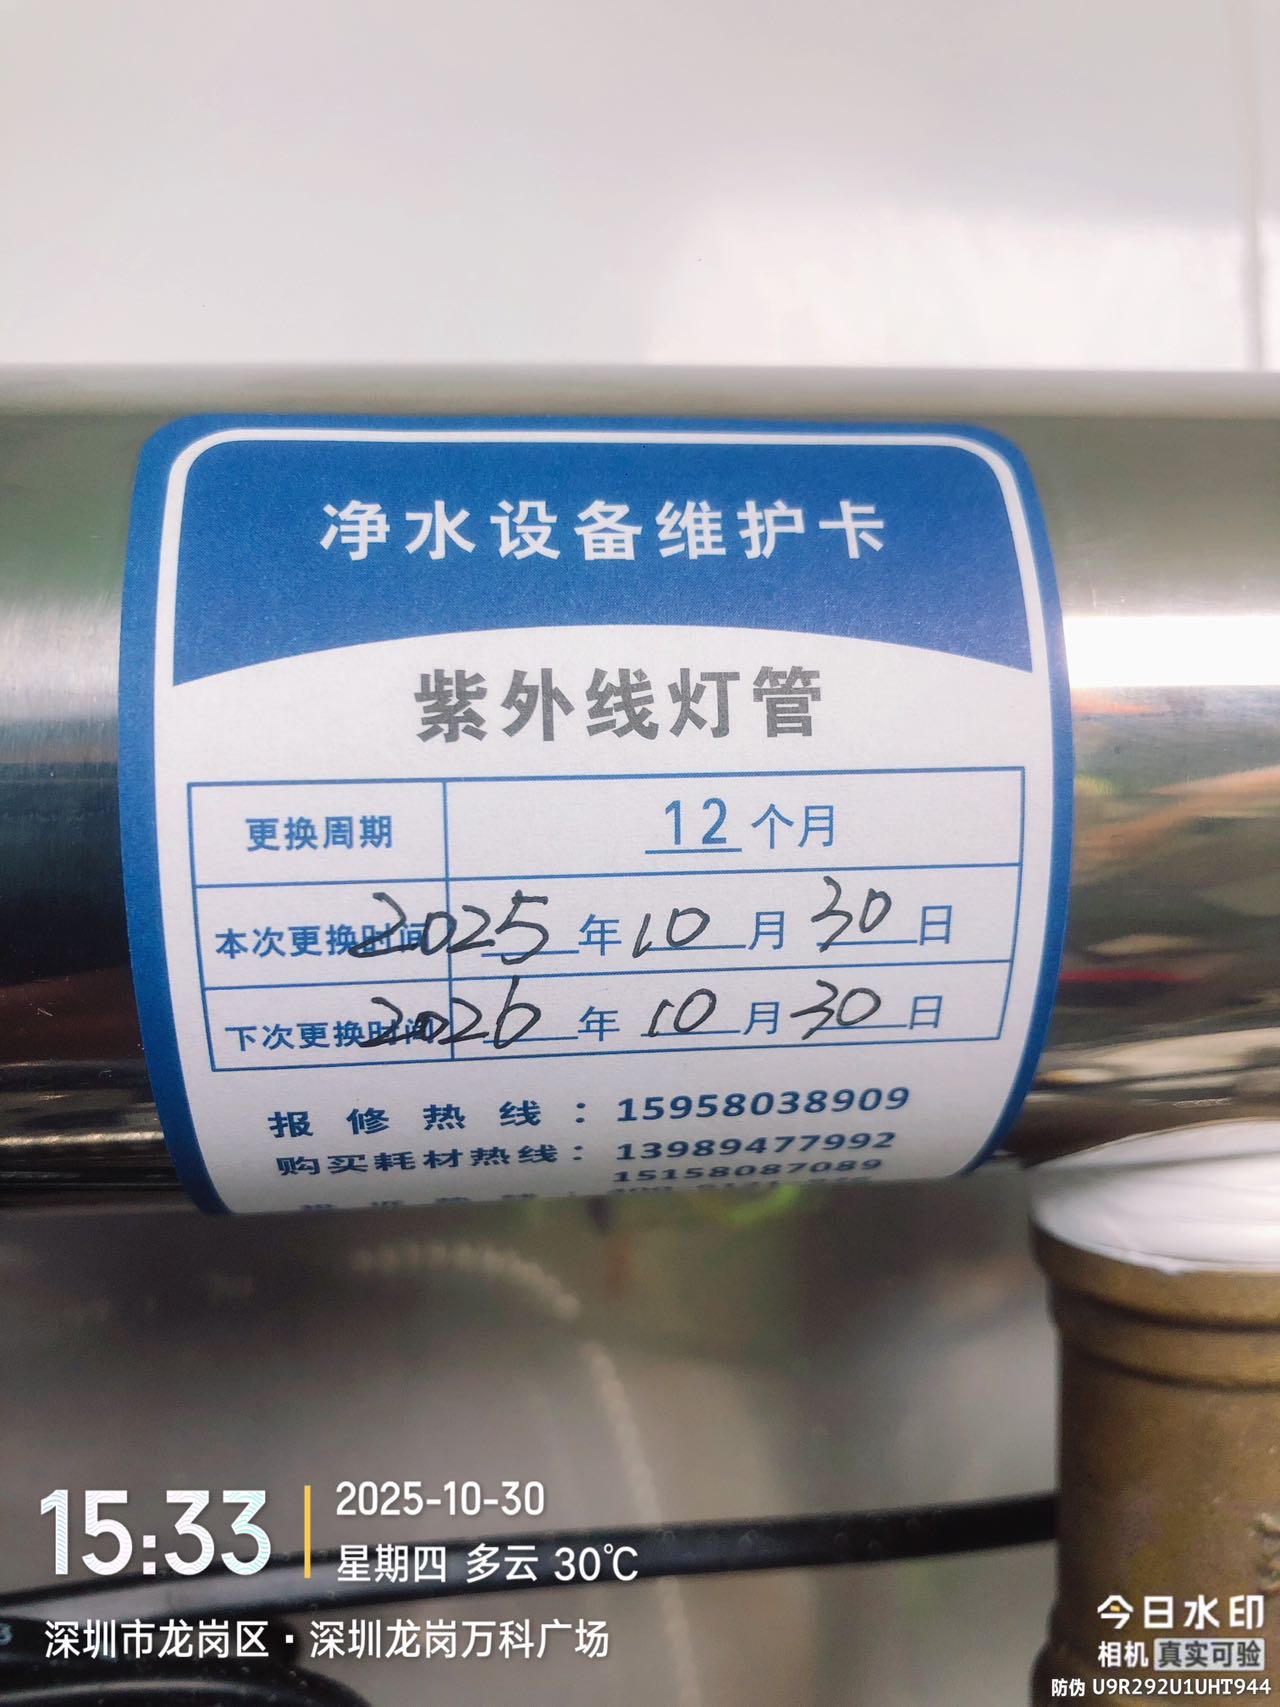 净水设备维护卡
紫外线灯管
更换周期 12 个月
本次更换时间 2025 年 10 月 30 日
下次更换时间 2026 年 10 月 30 日
报修热线：15958038909
购买耗材热线：13989477992
15158087089
15:33
2025-10-30
星期四 多云 30℃
深圳市龙岗区·深圳龙岗万科广场
今日水印
相机 真实可验
防伪 U9R292U1UHT944